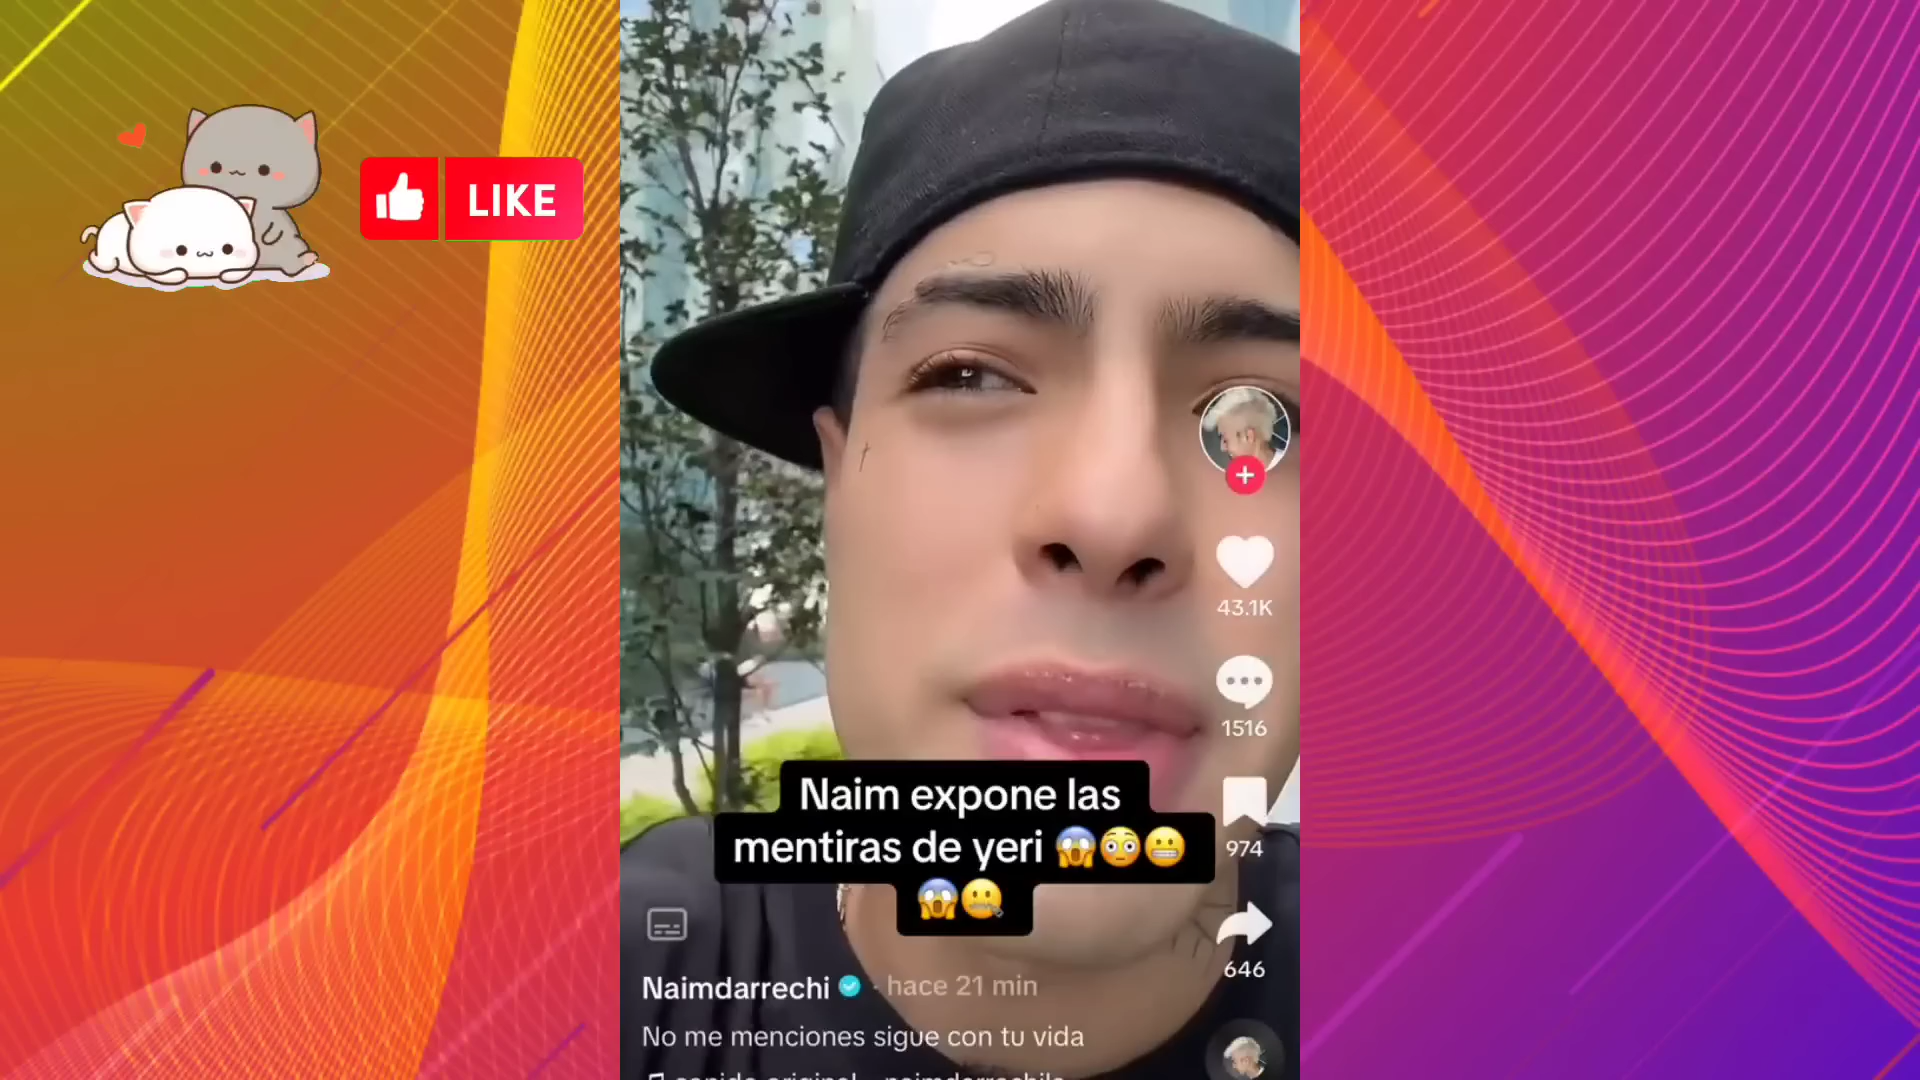 LIKE
43.1K
1516
Naim expone las
mentiras de yeri 😱😳😬
😱🤐
974
646
Naimdarrechi · hace 21 min
No me menciones sigue con tu vida